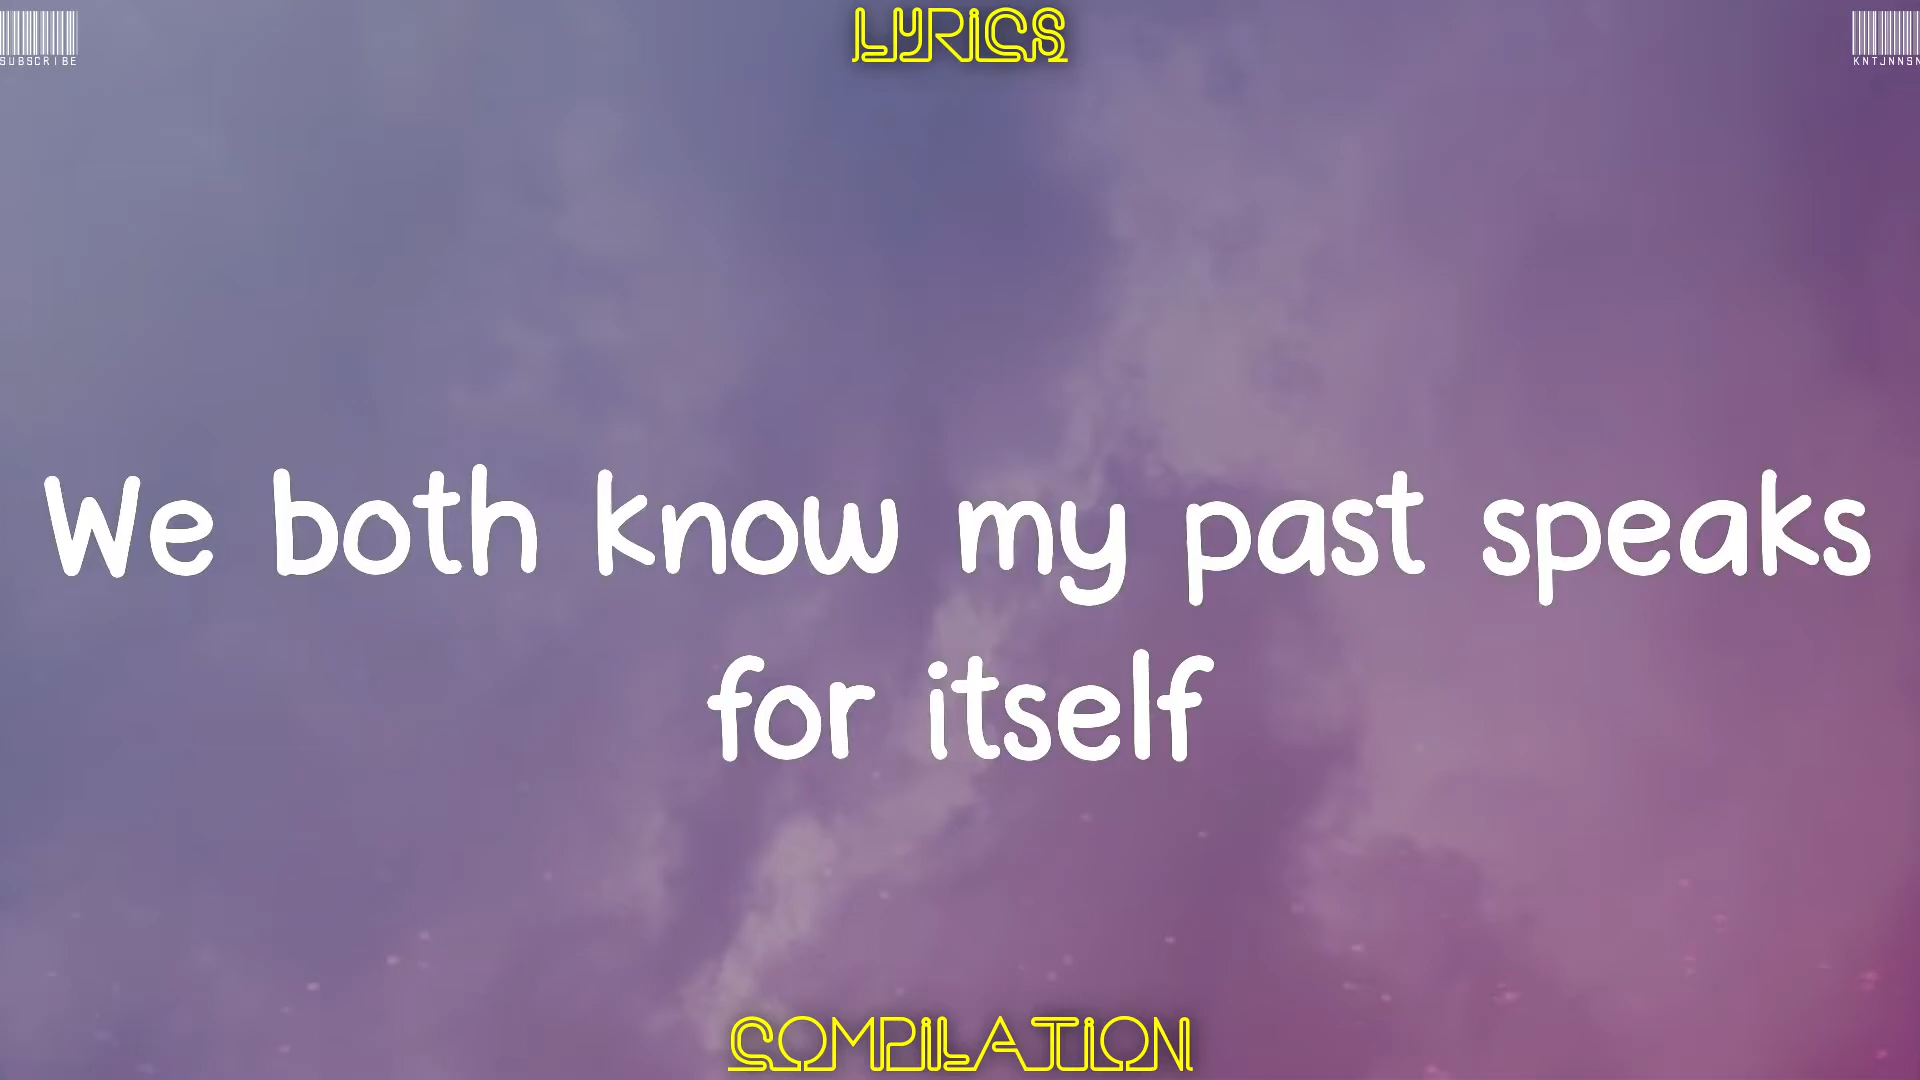 LYRICS
SUBSCRIBE
KNTJNNSN
We both know my past speaks
for itself
COMPILATION